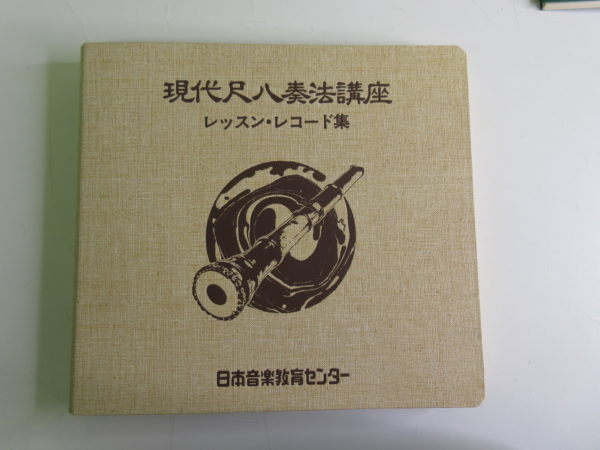 現代尺八奏法講座
レッスン・レコード集
日本音楽教育センター